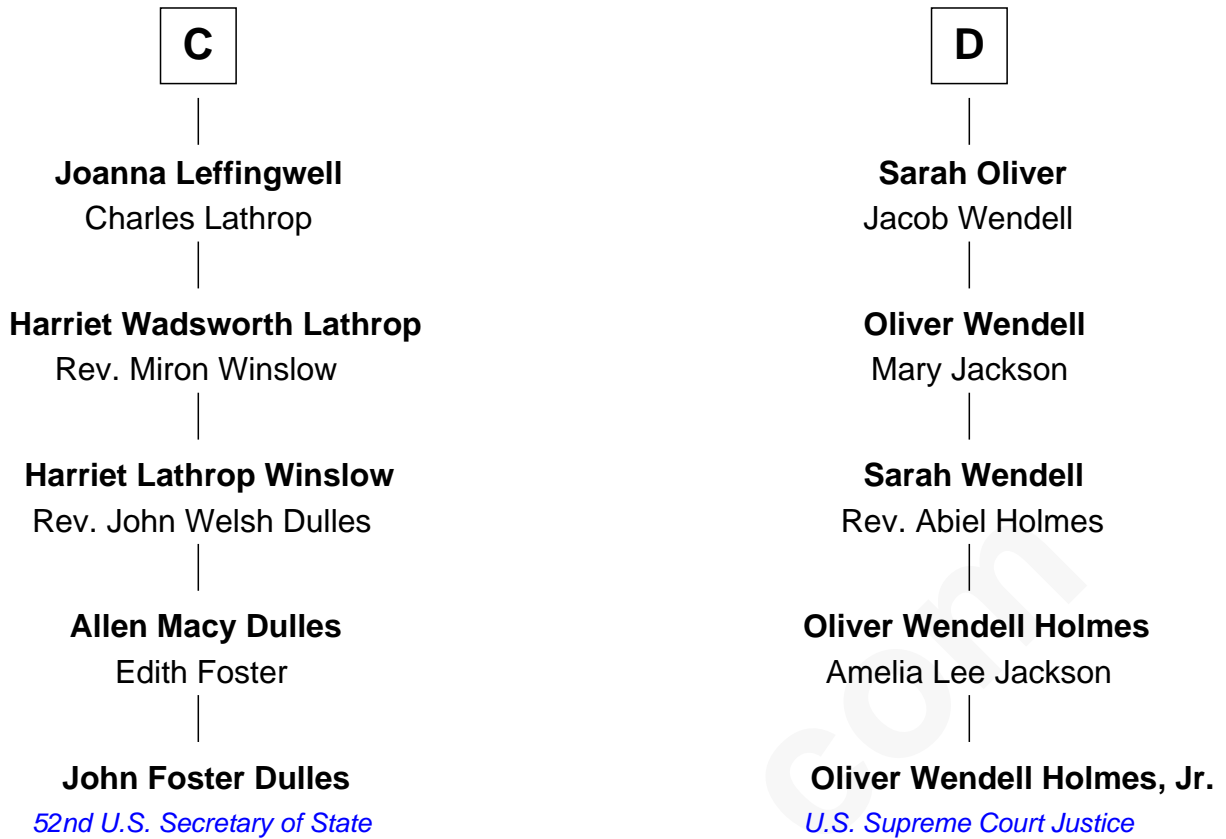 C
Joanna Leffingwell
Charles Lathrop
Harriet Wadsworth Lathrop
Rev. Miron Winslow
Harriet Lathrop Winslow
Rev. John Welsh Dulles
Allen Macy Dulles
Edith Foster
John Foster Dulles
52nd U.S. Secretary of State
D
Sarah Oliver
Jacob Wendell
Oliver Wendell
Mary Jackson
Sarah Wendell
Rev. Abiel Holmes
Oliver Wendell Holmes
Amelia Lee Jackson
Oliver Wendell Holmes, Jr.
U.S. Supreme Court Justice
com